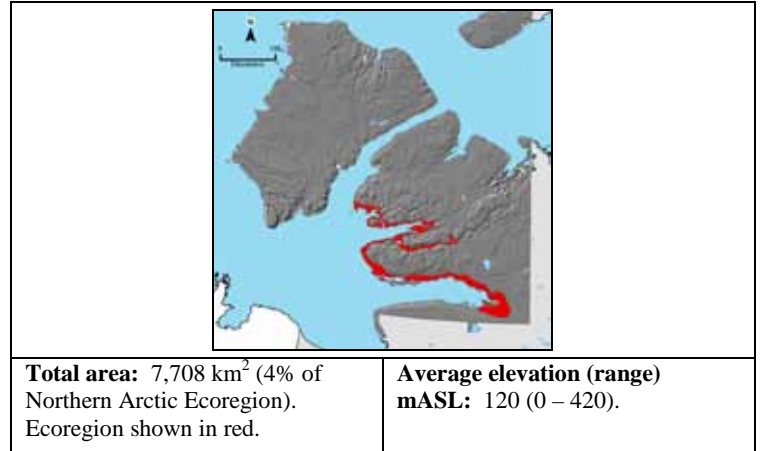 N
0
Total area: 7,708 km² (4% of
Northern Arctic Ecoregion).
Ecoregion shown in red.
Average elevation (range)
mASL: 120 (0 – 420).